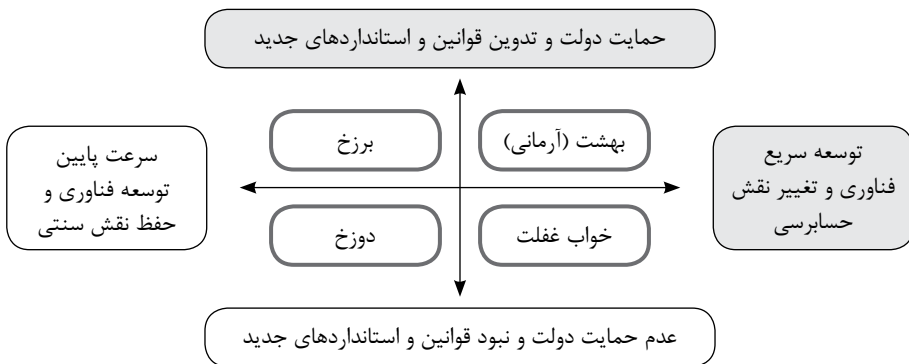 حمایت دولت و تدوین قوانین و استانداردهای جدید
بهشت (آرمانی)
برزخ
توسعه سریع
فناوری و تغییر نقش
حسابرسی
سرعت پایین
توسعه فناوری و
حفظ نقش سنتی
خواب غفلت
دوزخ
عدم حمایت دولت و نبود قوانین و استانداردهای جدید